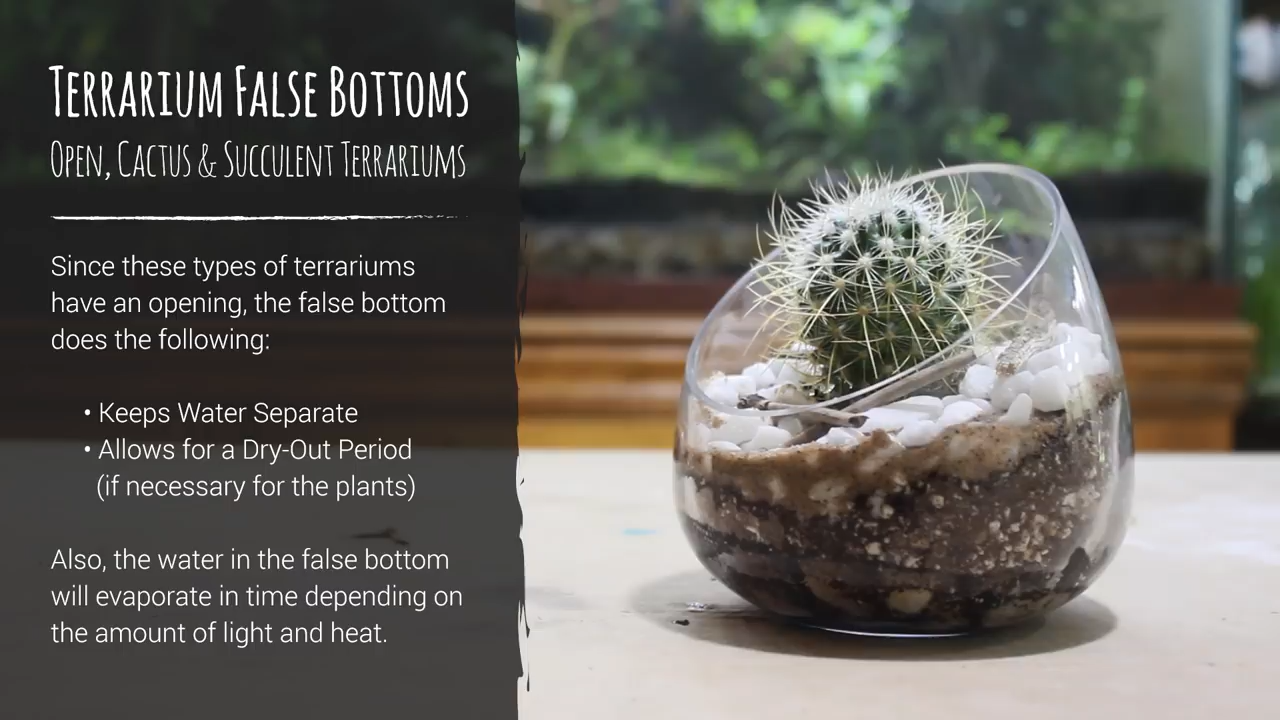 Terrarium False Bottoms
Open, Cactus & Succulent Terrariums
Since these types of terrariums
have an opening, the false bottom
does the following:
• Keeps Water Separate
• Allows for a Dry-Out Period
(if necessary for the plants)
Also, the water in the false bottom
will evaporate in time depending on
the amount of light and heat.